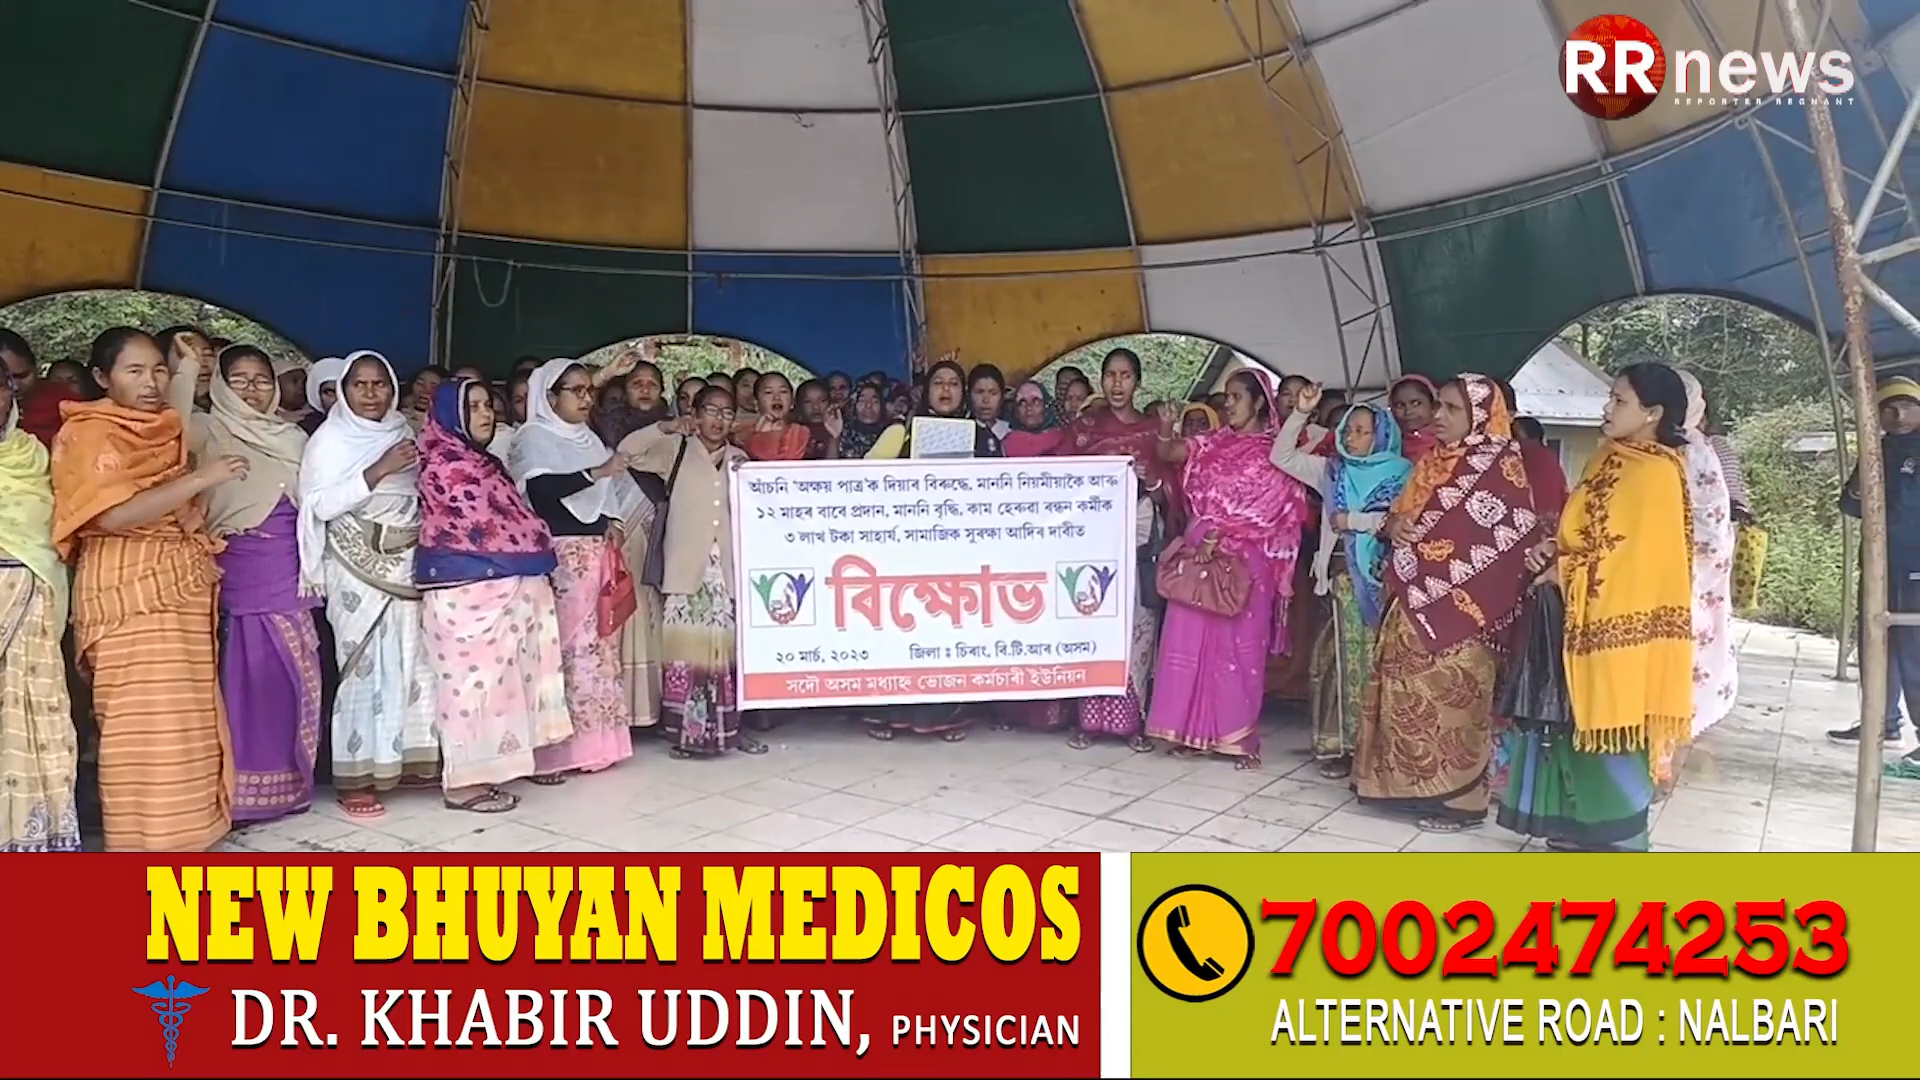 RR news
REPORTER REGNANT
আঁচনি 'অক্ষয় পাত্ৰ'ক দিয়াৰ বিৰুদ্ধে, মাননি নিয়মীয়াকৈ আৰু
১২ মাহৰ বাবে প্ৰদান, মাননি বৃদ্ধি, কাম হেৰুৱা ৰন্ধন কৰ্মীক
৩ লাখ টকা সাহাৰ্য, সামাজিক সুৰক্ষা আদিৰ দাবীত
বিক্ষোভ
২০ মাৰ্চ, ২০২৩ জিলা ঃ চিৰাং, বি.টি.আৰ (অসম)
সদৌ অসম মধ্যাহ্ন ভোজন কৰ্মচাৰী ইউনিয়ন
NEW BHUYAN MEDICOS
DR. KHABIR UDDIN, PHYSICIAN
7002474253
ALTERNATIVE ROAD : NALBARI